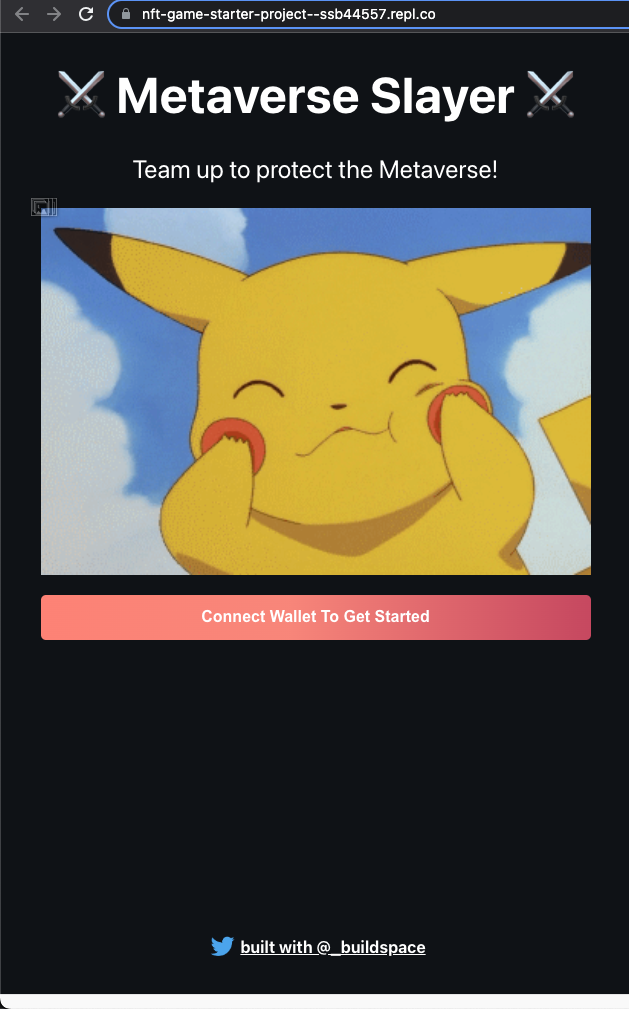 nft-game-starter-project--ssb44557.repl.co
⚔️ Metaverse Slayer ⚔️
Team up to protect the Metaverse!
Connect Wallet To Get Started
built with @_buildspace